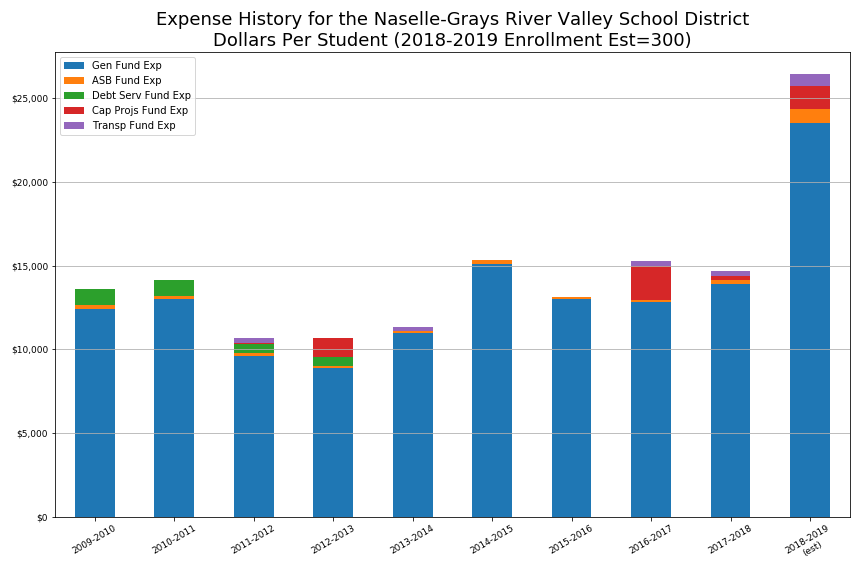 Expense History for the Naselle-Grays River Valley School District
Dollars Per Student (2018-2019 Enrollment Est=300)
Gen Fund Exp
ASB Fund Exp
Debt Serv Fund Exp
Cap Projs Fund Exp
Transp Fund Exp
$25,000
$20,000
$15,000
$10,000
$5,000
$0
2009-2010
2010-2011
2011-2012
2012-2013
2013-2014
2014-2015
2015-2016
2016-2017
2017-2018
2018-2019
(est)